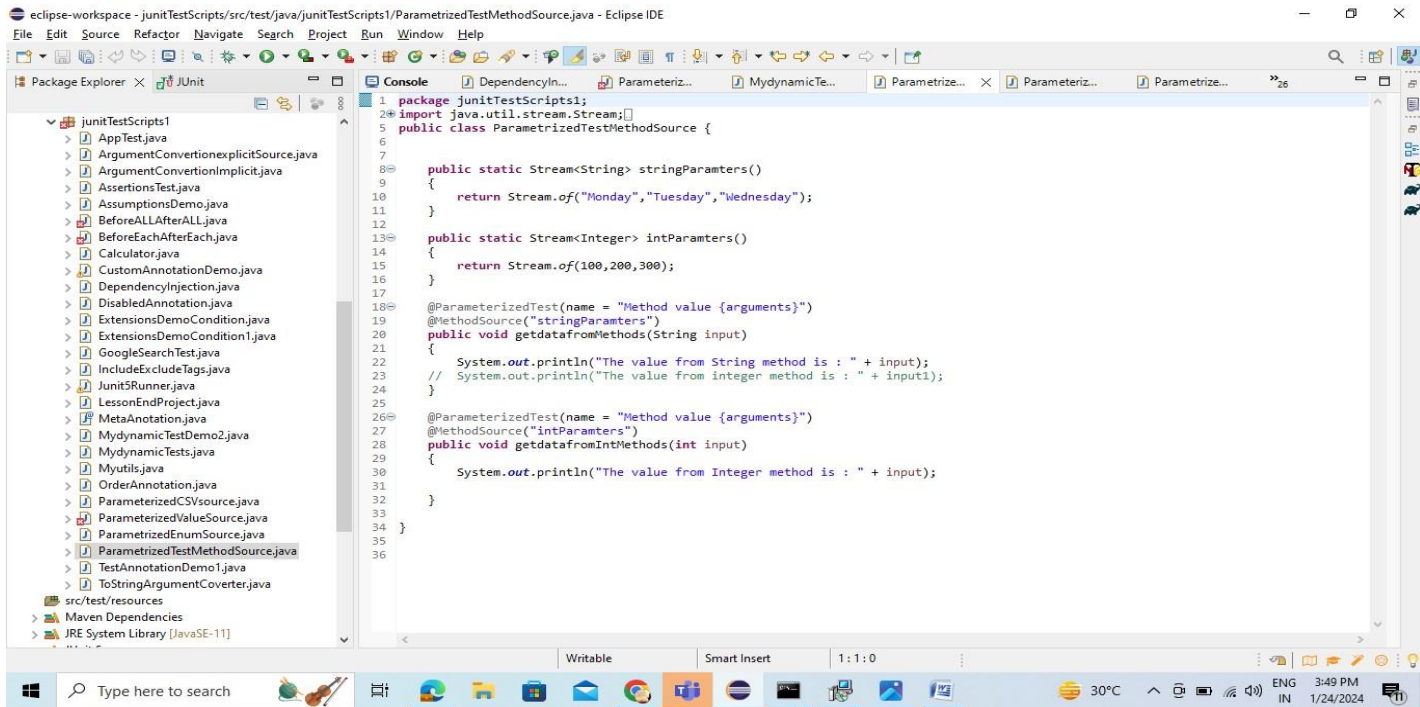 eclipse-workspace - junitTestScripts/src/test/java/junitTestScripts1/ParametrizedTestMethodSource.java - Eclipse IDE
File Edit Source Refactor Navigate Search Project Run Window Help
Package Explorer JUnit
Console DependencyIn... Parameteriz... MydynamicTe... Parametrize... Parameteriz... Parametrize... »26
junitTestScripts1
AppTest.java
ArgumentConvertionexplicitSource.java
ArgumentConvertionImplicit.java
AssertionsTest.java
AssumptionsDemo.java
BeforeALLAfterALL.java
BeforeEachAfterEach.java
Calculator.java
CustomAnnotationDemo.java
DependencyInjection.java
DisabledAnnotation.java
ExtensionsDemoCondition.java
ExtensionsDemoCondition1.java
GoogleSearchTest.java
IncludeExcludeTags.java
Junit5Runner.java
LessonEndProject.java
MetaAnotation.java
MydynamicTestDemo2.java
MydynamicTests.java
Myutils.java
OrderAnnotation.java
ParameterizedCSVsource.java
ParameterizedValueSource.java
ParametrizedEnumSource.java
ParametrizedTestMethodSource.java
TestAnnotationDemo1.java
ToStringArgumentCoverter.java
src/test/resources
Maven Dependencies
JRE System Library [JavaSE-11]
1 package junitTestScripts1;
2 import java.util.stream.Stream;
5 public class ParametrizedTestMethodSource {
6
7
8 public static Stream<String> stringParamters()
9 {
10 return Stream.of("Monday","Tuesday","Wednesday");
11 }
12
13 public static Stream<Integer> intParamters()
14 {
15 return Stream.of(100,200,300);
16 }
17
18 @ParameterizedTest(name = "Method value {arguments}")
19 @MethodSource("stringParamters")
20 public void getdatafromMethods(String input)
21 {
22 System.out.println("The value from String method is : " + input);
23 // System.out.println("The value from integer method is : " + input1);
24 }
25
26 @ParameterizedTest(name = "Method value {arguments}")
27 @MethodSource("intParamters")
28 public void getdatafromIntMethods(int input)
29 {
30 System.out.println("The value from Integer method is : " + input);
31
32 }
33
34 }
35
36
Writable Smart Insert 1:1:0
Type here to search 30°C ENG 3:49 PM
IN 1/24/2024